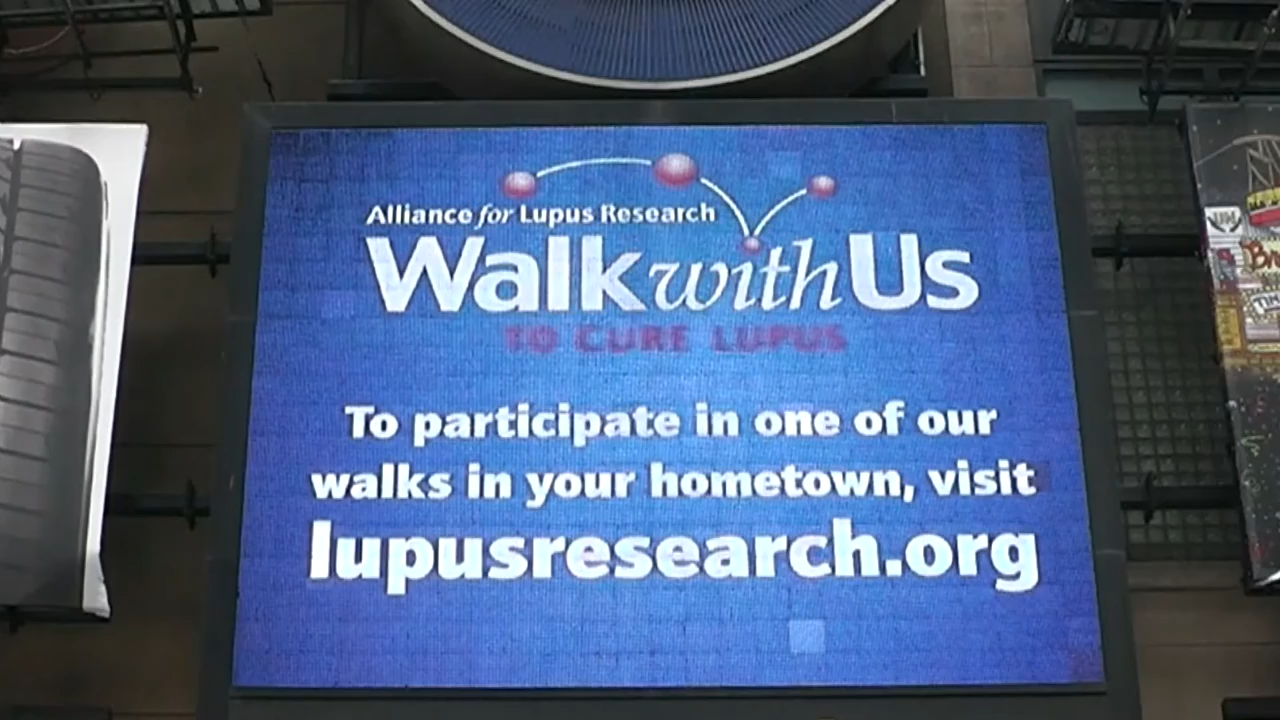 Alliance for Lupus Research
Walk with Us
TO CURE LUPUS
To participate in one of our
walks in your hometown, visit
lupusresearch.org